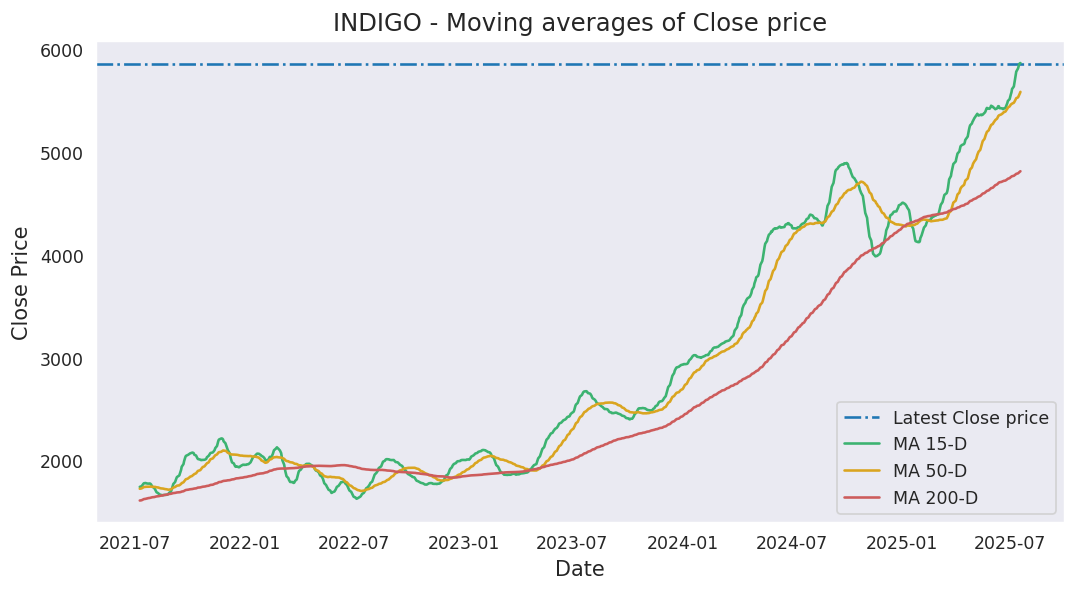 INDIGO - Moving averages of Close price
6000
5000
4000
3000
2000
Close Price
2021-07 2022-01 2022-07 2023-01 2023-07 2024-01 2024-07 2025-01 2025-07
Date
Latest Close price
MA 15-D
MA 50-D
MA 200-D